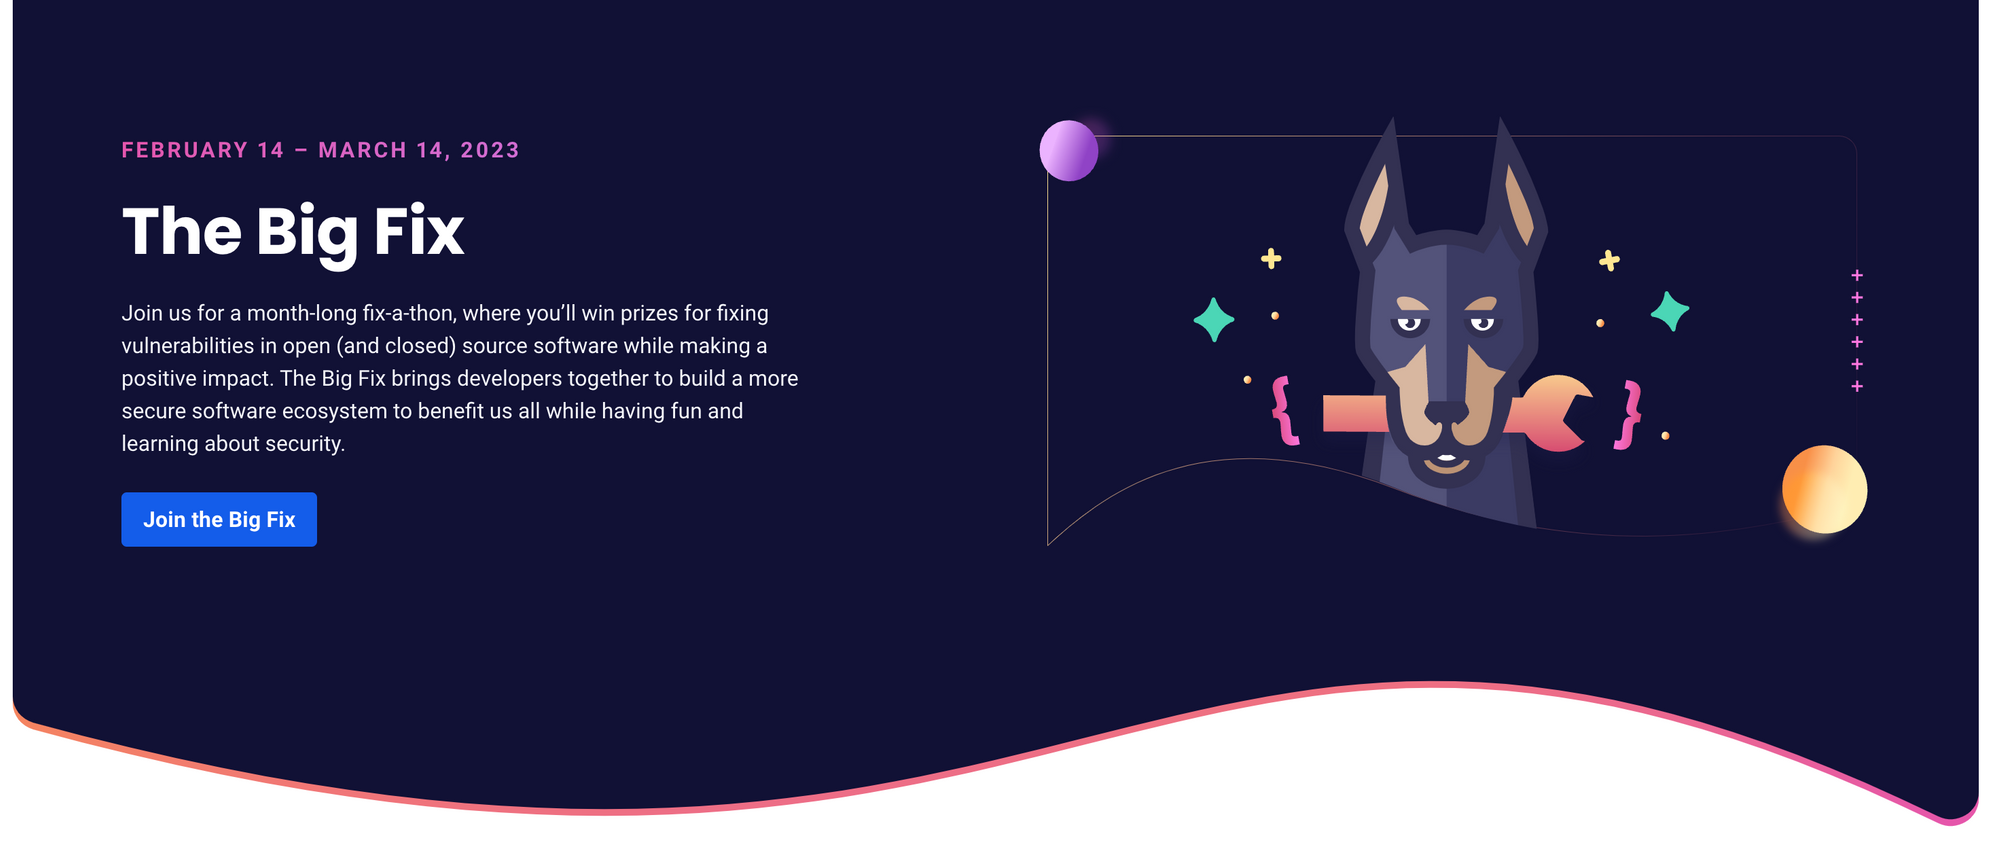 FEBRUARY 14 – MARCH 14, 2023
The Big Fix
Join us for a month-long fix-a-thon, where you’ll win prizes for fixing
vulnerabilities in open (and closed) source software while making a
positive impact. The Big Fix brings developers together to build a more
secure software ecosystem to benefit us all while having fun and
learning about security.
Join the Big Fix